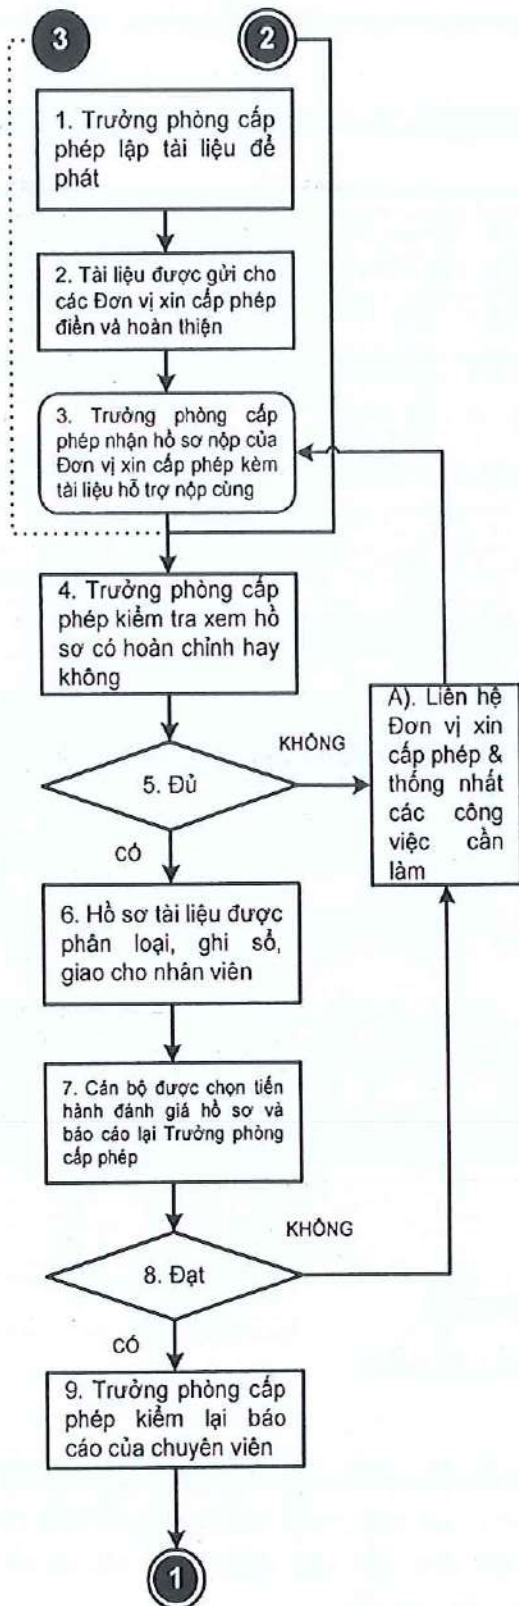 3
2
1. Trưởng phòng cấp
phép lập tài liệu để
phát
2. Tài liệu được gửi cho
các Đơn vị xin cấp phép
điền và hoàn thiện
3. Trưởng phòng cấp
phép nhận hồ sơ nộp của
Đơn vị xin cấp phép kèm
tài liệu hỗ trợ nộp cùng
4. Trưởng phòng cấp
phép kiểm tra xem hồ
sơ có hoàn chỉnh hay
không
A). Liên hệ
Đơn vị xin
cấp phép &
thống nhất
các công
việc cần
làm
KHÔNG
5. Đủ
CÓ
6. Hồ sơ tài liệu được
phân loại, ghi sổ,
giao cho nhân viên
7. Cán bộ được chọn tiến
hành đánh giá hồ sơ và
báo cáo lại Trưởng phòng
cấp phép
KHÔNG
8. Đạt
CÓ
9. Trưởng phòng cấp
phép kiểm lại báo
cáo của chuyên viên
1